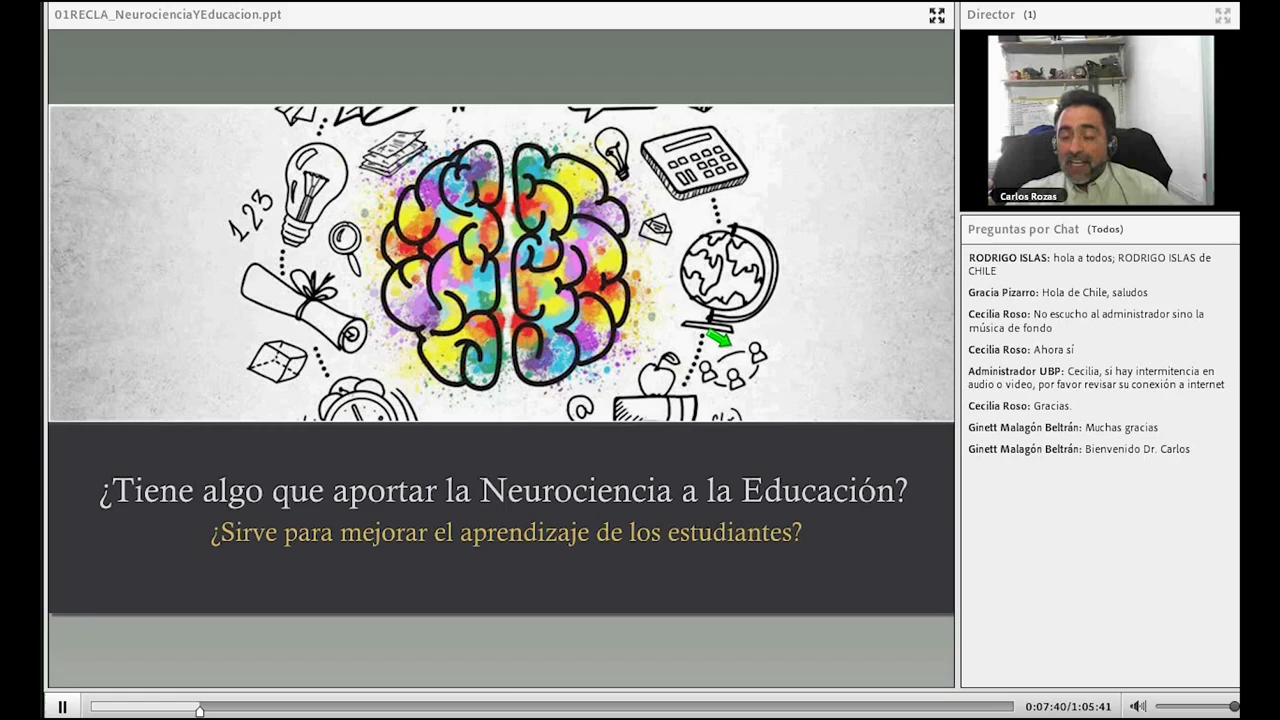 01RECLA_NeurocienciaYEducacion.ppt
123
@
¿Tiene algo que aportar la Neurociencia a la Educación?
¿Sirve para mejorar el aprendizaje de los estudiantes?
Director (1)
Carlos Rozas
Preguntas por Chat (Todos)
RODRIGO ISLAS: hola a todos; RODRIGO ISLAS de
CHILE
Gracia Pizarro: Hola de Chile, saludos
Cecilia Roso: No escucho al administrador sino la
música de fondo
Cecilia Roso: Ahora sí
Administrador UBP: Cecilia, si hay intermitencia en
audio o video, por favor revisar su conexión a internet
Cecilia Roso: Gracias.
Ginett Malagón Beltrán: Muchas gracias
Ginett Malagón Beltrán: Bienvenido Dr. Carlos
0:07:40/1:05:41